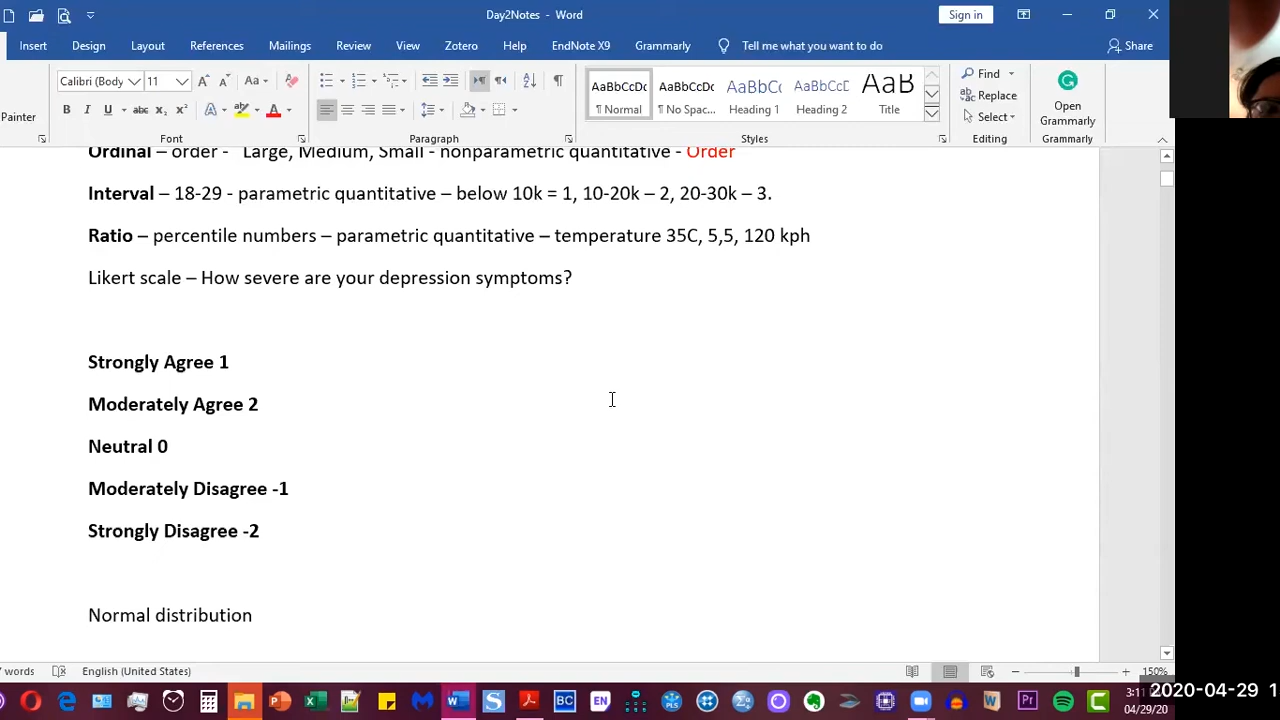 Day2Notes - Word
Sign in
Insert Design Layout References Mailings Review View Zotero Help EndNote X9 Grammarly Tell me what you want to do Share
Calibri (Body 11 Aa
AaBbCcDc AaBbCcDc AaBbCc AaBbCcD AaB
¶ Normal ¶ No Spac... Heading 1 Heading 2 Title
Find
Replace
Select
Open
Grammarly
Painter
Font Paragraph Styles Editing Grammarly
Ordinal – order - Large, Medium, Small - nonparametric quantitative - Order
Interval – 18-29 - parametric quantitative – below 10k = 1, 10-20k – 2, 20-30k – 3.
Ratio – percentile numbers – parametric quantitative – temperature 35C, 5,5, 120 kph
Likert scale – How severe are your depression symptoms?
Strongly Agree 1
Moderately Agree 2
Neutral 0
Moderately Disagree -1
Strongly Disagree -2
Normal distribution
words English (United States) 150%
3:11
04/29/20
2020-04-29 1